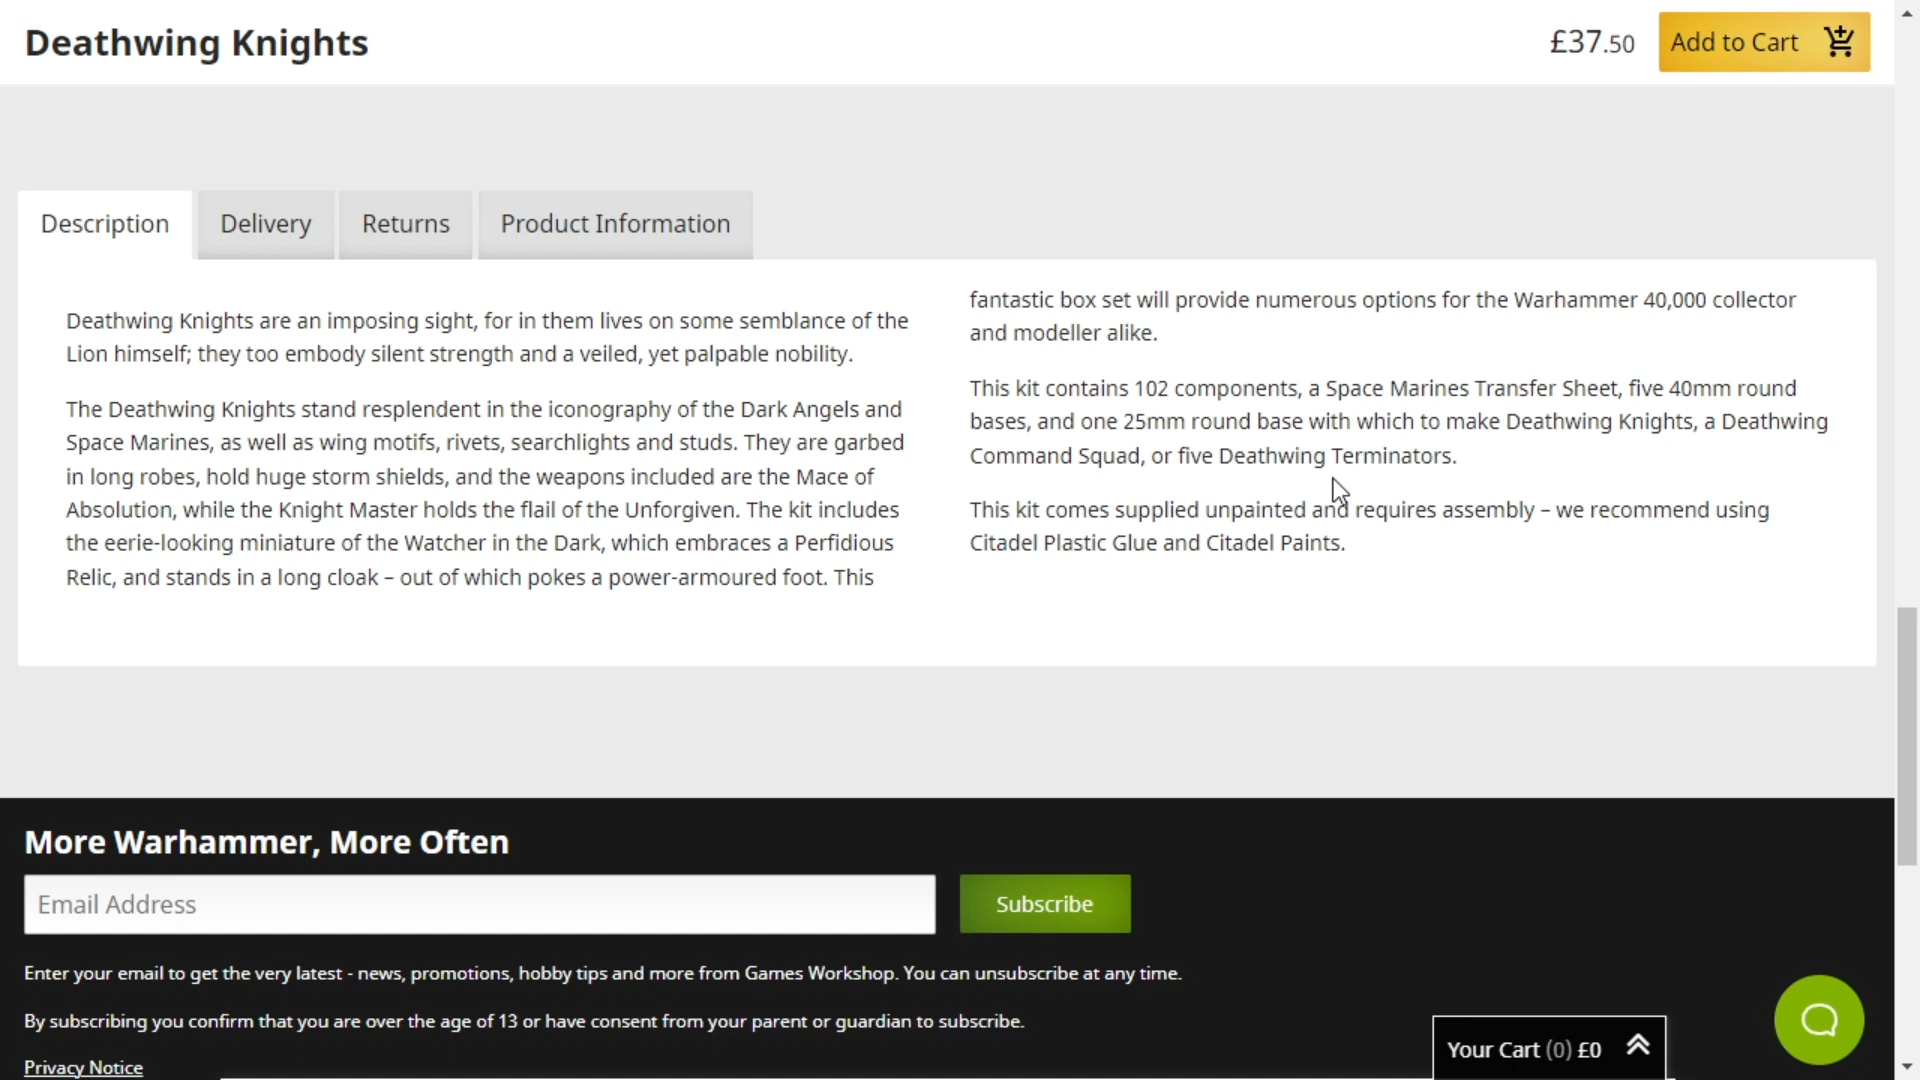 Deathwing Knights
£37.50
Add to Cart
Description
Delivery
Returns
Product Information
Deathwing Knights are an imposing sight, for in them lives on some semblance of the
Lion himself; they too embody silent strength and a veiled, yet palpable nobility.
The Deathwing Knights stand resplendent in the iconography of the Dark Angels and
Space Marines, as well as wing motifs, rivets, searchlights and studs. They are garbed
in long robes, hold huge storm shields, and the weapons included are the Mace of
Absolution, while the Knight Master holds the flail of the Unforgiven. The kit includes
the eerie-looking miniature of the Watcher in the Dark, which embraces a Perfidious
Relic, and stands in a long cloak – out of which pokes a power-armoured foot. This
fantastic box set will provide numerous options for the Warhammer 40,000 collector
and modeller alike.
This kit contains 102 components, a Space Marines Transfer Sheet, five 40mm round
bases, and one 25mm round base with which to make Deathwing Knights, a Deathwing
Command Squad, or five Deathwing Terminators.
This kit comes supplied unpainted and requires assembly – we recommend using
Citadel Plastic Glue and Citadel Paints.
More Warhammer, More Often
Email Address
Subscribe
Enter your email to get the very latest - news, promotions, hobby tips and more from Games Workshop. You can unsubscribe at any time.
By subscribing you confirm that you are over the age of 13 or have consent from your parent or guardian to subscribe.
Privacy Notice
Your Cart (0) £0